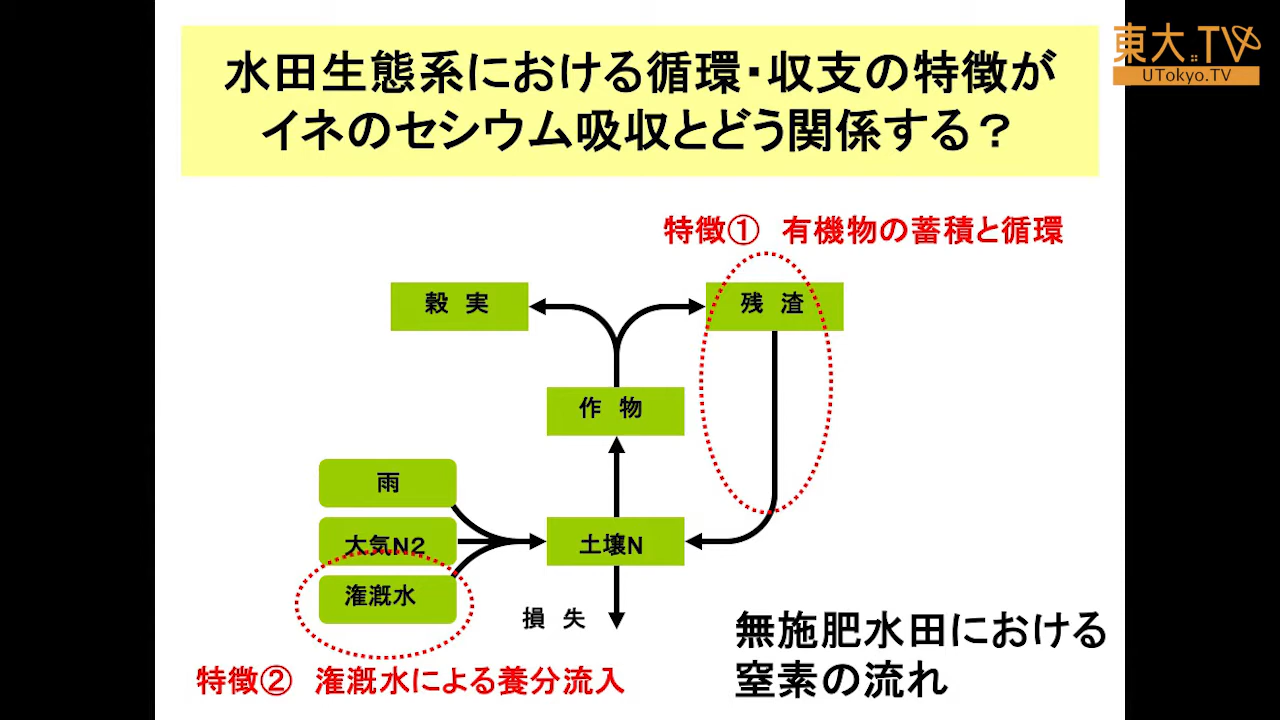 水田生態系における循環・収支の特徴が
イネのセシウム吸収とどう関係する？
東大.TV
UTokyo.TV
特徴① 有機物の蓄積と循環
穀 実
残 渣
作 物
雨
大気N2
土壌N
潅漑水
損 失
特徴② 潅漑水による養分流入
無施肥水田における
窒素の流れ